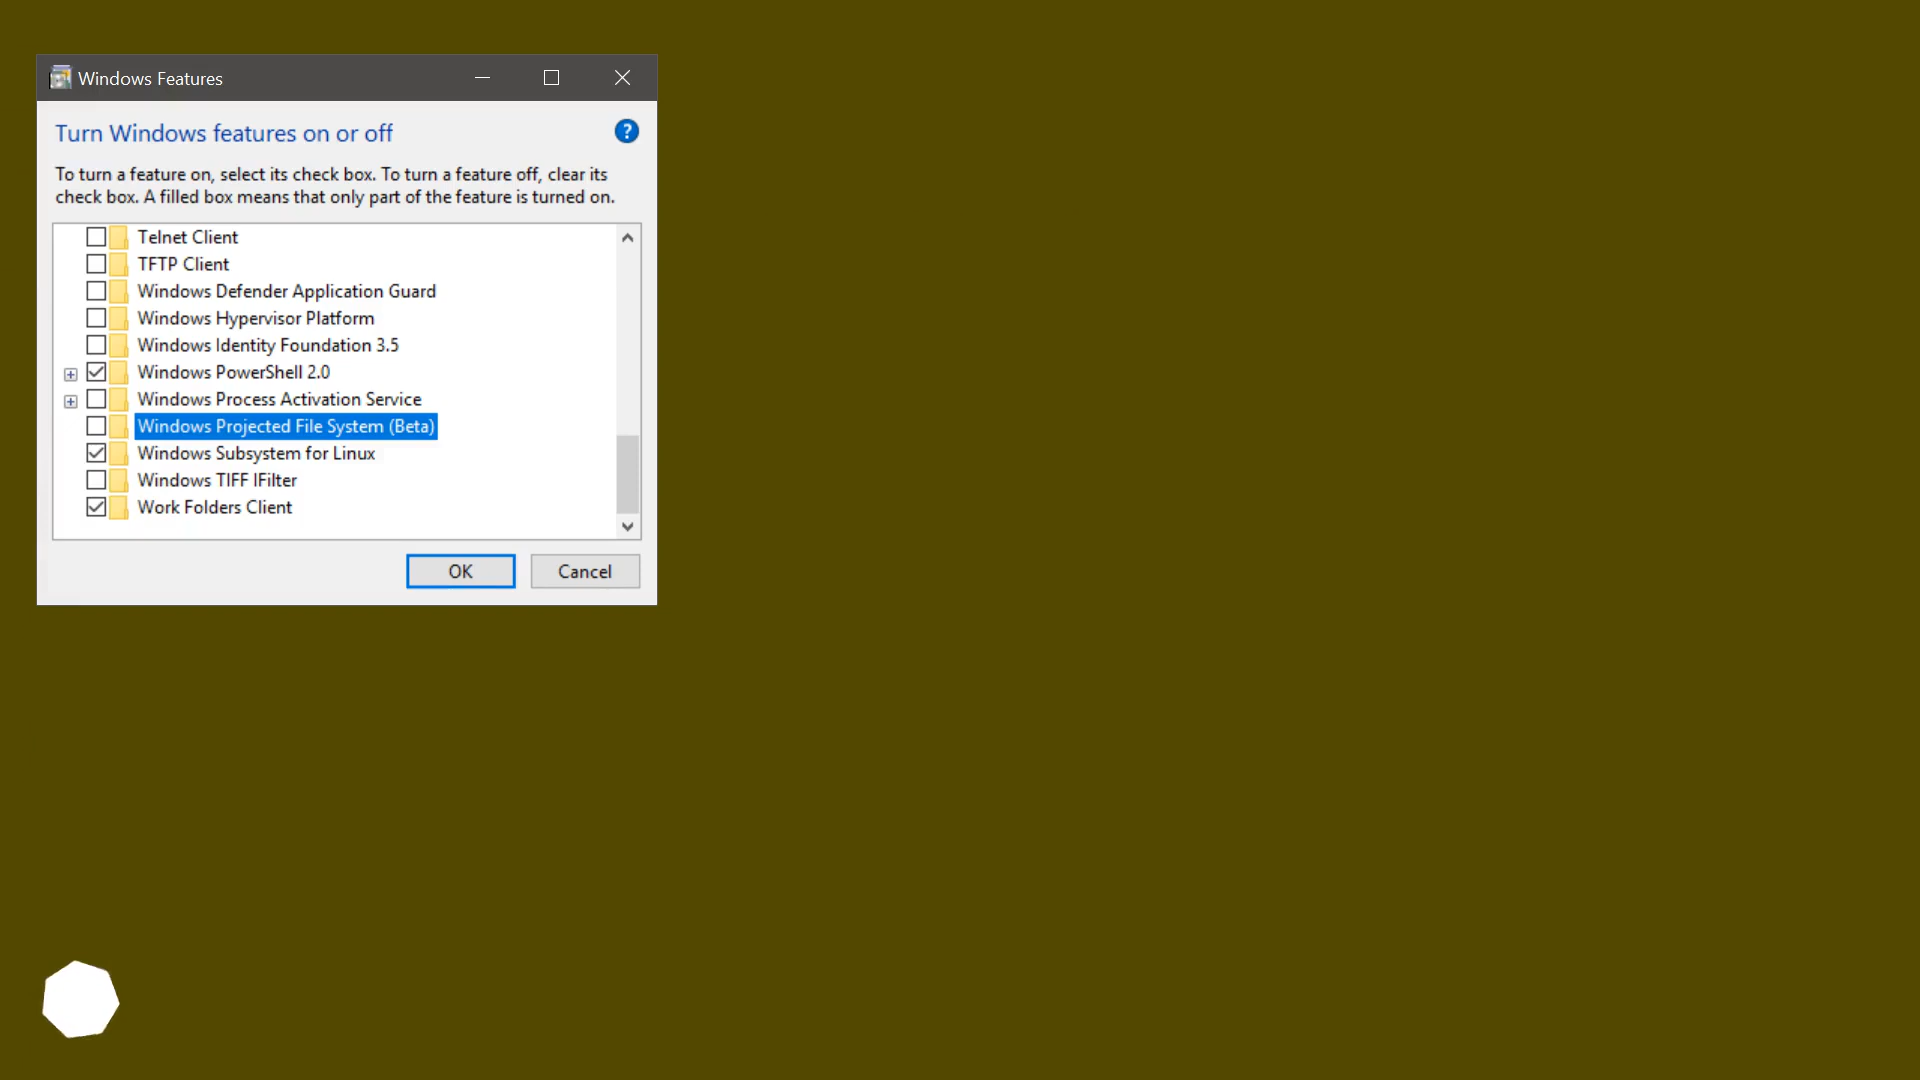 Windows Features
Turn Windows features on or off
?
To turn a feature on, select its check box. To turn a feature off, clear its
check box. A filled box means that only part of the feature is turned on.
Telnet Client
TFTP Client
Windows Defender Application Guard
Windows Hypervisor Platform
Windows Identity Foundation 3.5
Windows PowerShell 2.0
Windows Process Activation Service
Windows Projected File System (Beta)
Windows Subsystem for Linux
Windows TIFF IFilter
Work Folders Client
OK
Cancel